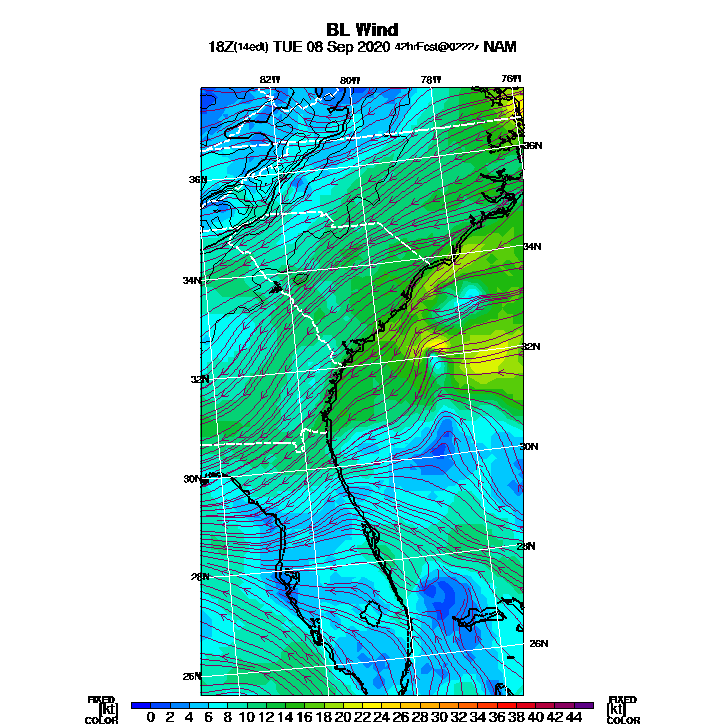 BL Wind
18Z(14edt) TUE 08 Sep 2020 42hrFcst@0222z NAM
82W 80W 78W 76W
36N
36N
34N
34N
32N
32N
30N
30N
28N
28N
26N
26N
FIXED FIXED
[kt] [kt]
COLOR COLOR
0 2 4 6 8 10 12 14 16 18 20 22 24 26 28 30 32 34 36 38 40 42 44